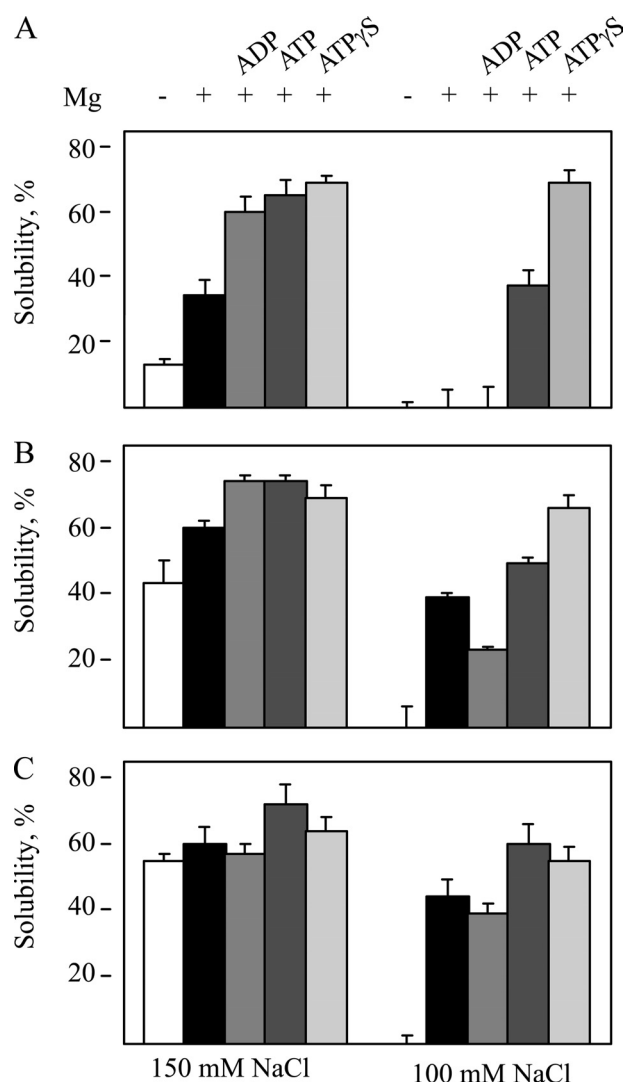 A
ADP ATP ATPγS ADP ATP ATPγS
Mg - + + + + - + + + +
Solubility, %
80
60
40
20
B
Solubility, %
80
60
40
20
C
Solubility, %
80
60
40
20
150 mM NaCl 100 mM NaCl